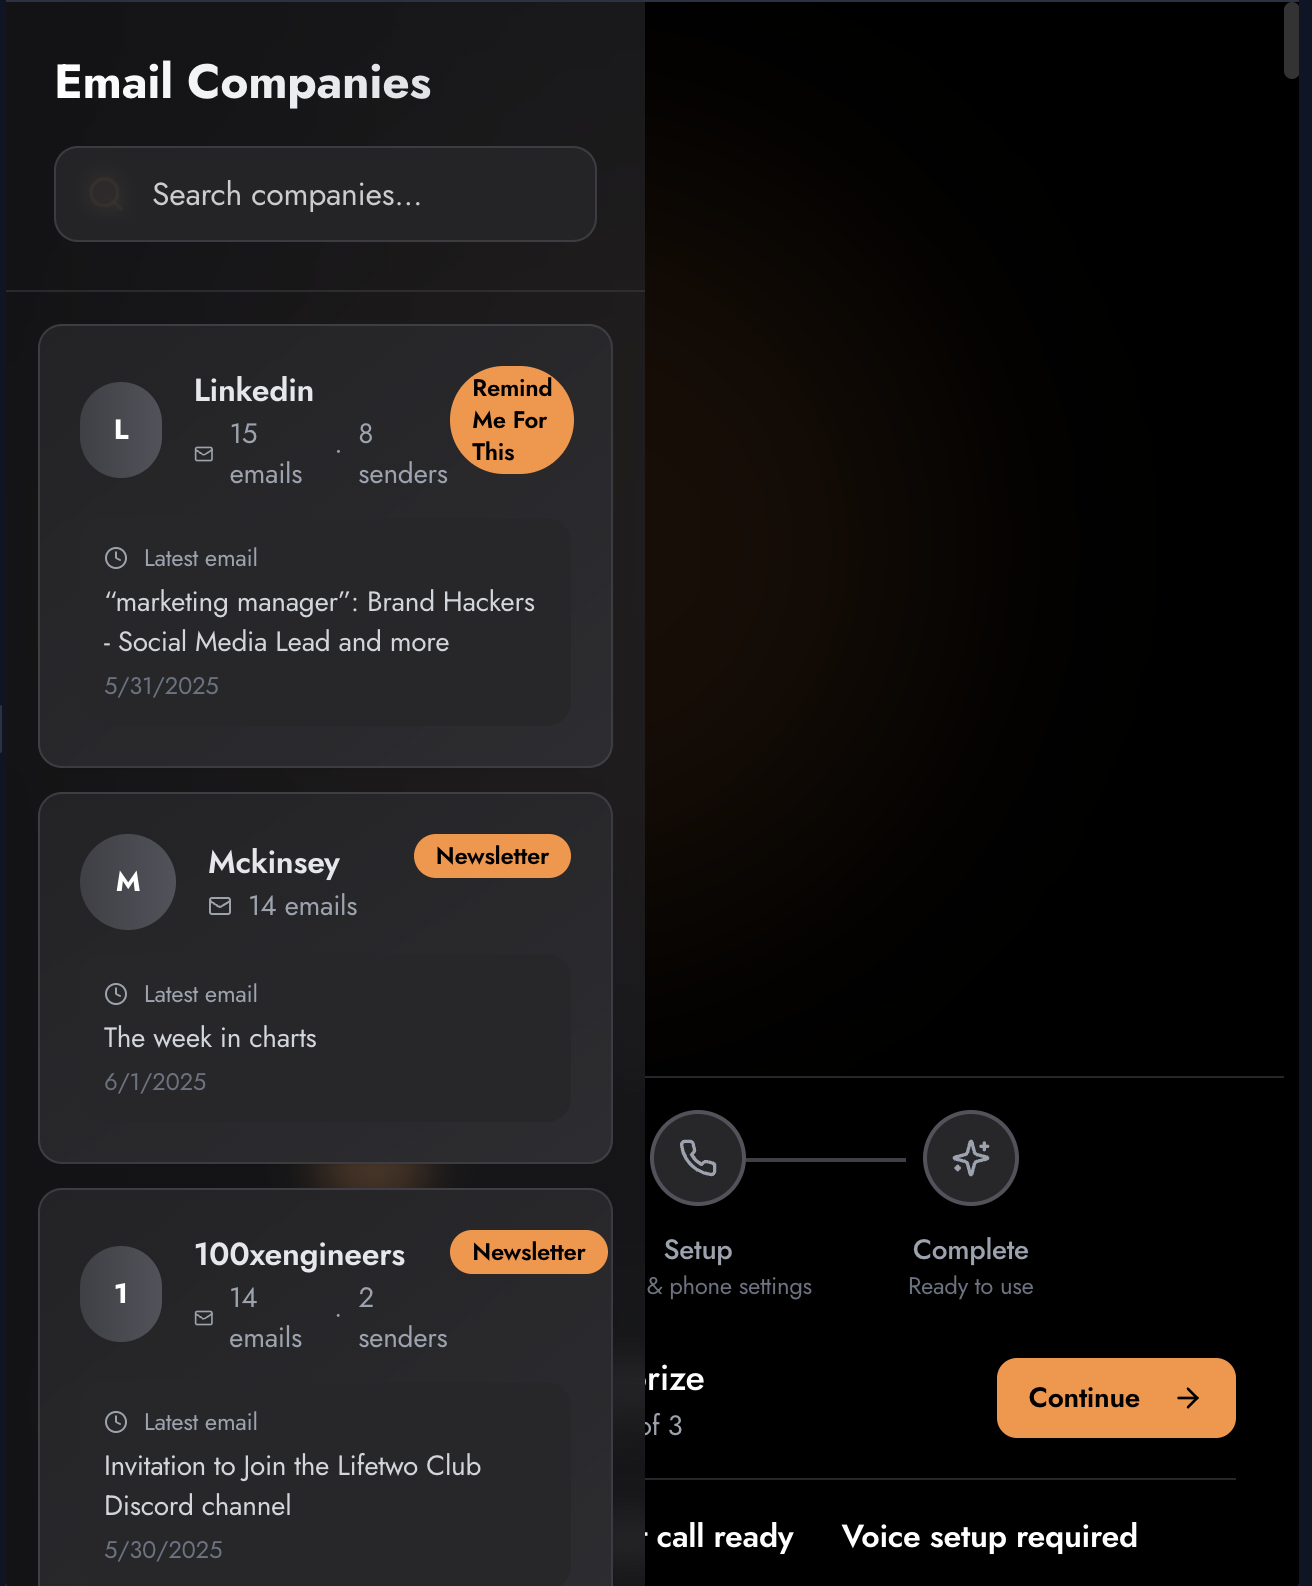 Email Companies
Search companies...
L
Linkedin
15 emails · 8 senders
Remind
Me For
This
Latest email
“marketing manager”: Brand Hackers
- Social Media Lead and more
5/31/2025
M
Mckinsey
14 emails
Newsletter
Latest email
The week in charts
6/1/2025
1
100xengineers
14 emails · 2 senders
Newsletter
Latest email
Invitation to Join the Lifetwo Club
Discord channel
5/30/2025
Setup
& phone settings
Complete
Ready to use
rize
of 3
Continue
call ready
Voice setup required